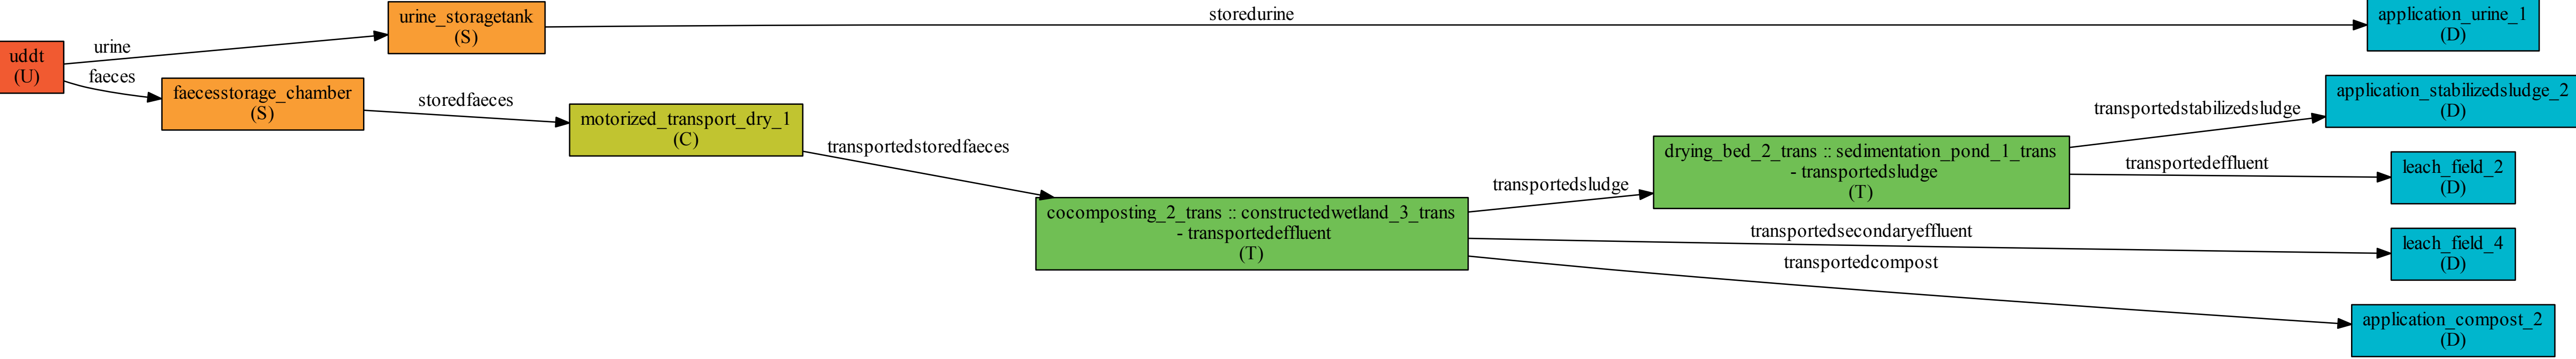 uddt
(U)
urine
faeces
urine_storagetank
(S)
faecesstorage_chamber
(S)
storedurine
storedfaeces
motorized_transport_dry_1
(C)
transportedstoredfaeces
cocomposting_2_trans :: constructedwetland_3_trans
- transportedeffluent
(T)
transportedsludge
transportedsecondaryeffluent
transportedcompost
drying_bed_2_trans :: sedimentation_pond_1_trans
- transportedsludge
(T)
transportedstabilizedsludge
transportedeffluent
application_urine_1
(D)
application_stabilizedsludge_2
(D)
leach_field_2
(D)
leach_field_4
(D)
application_compost_2
(D)